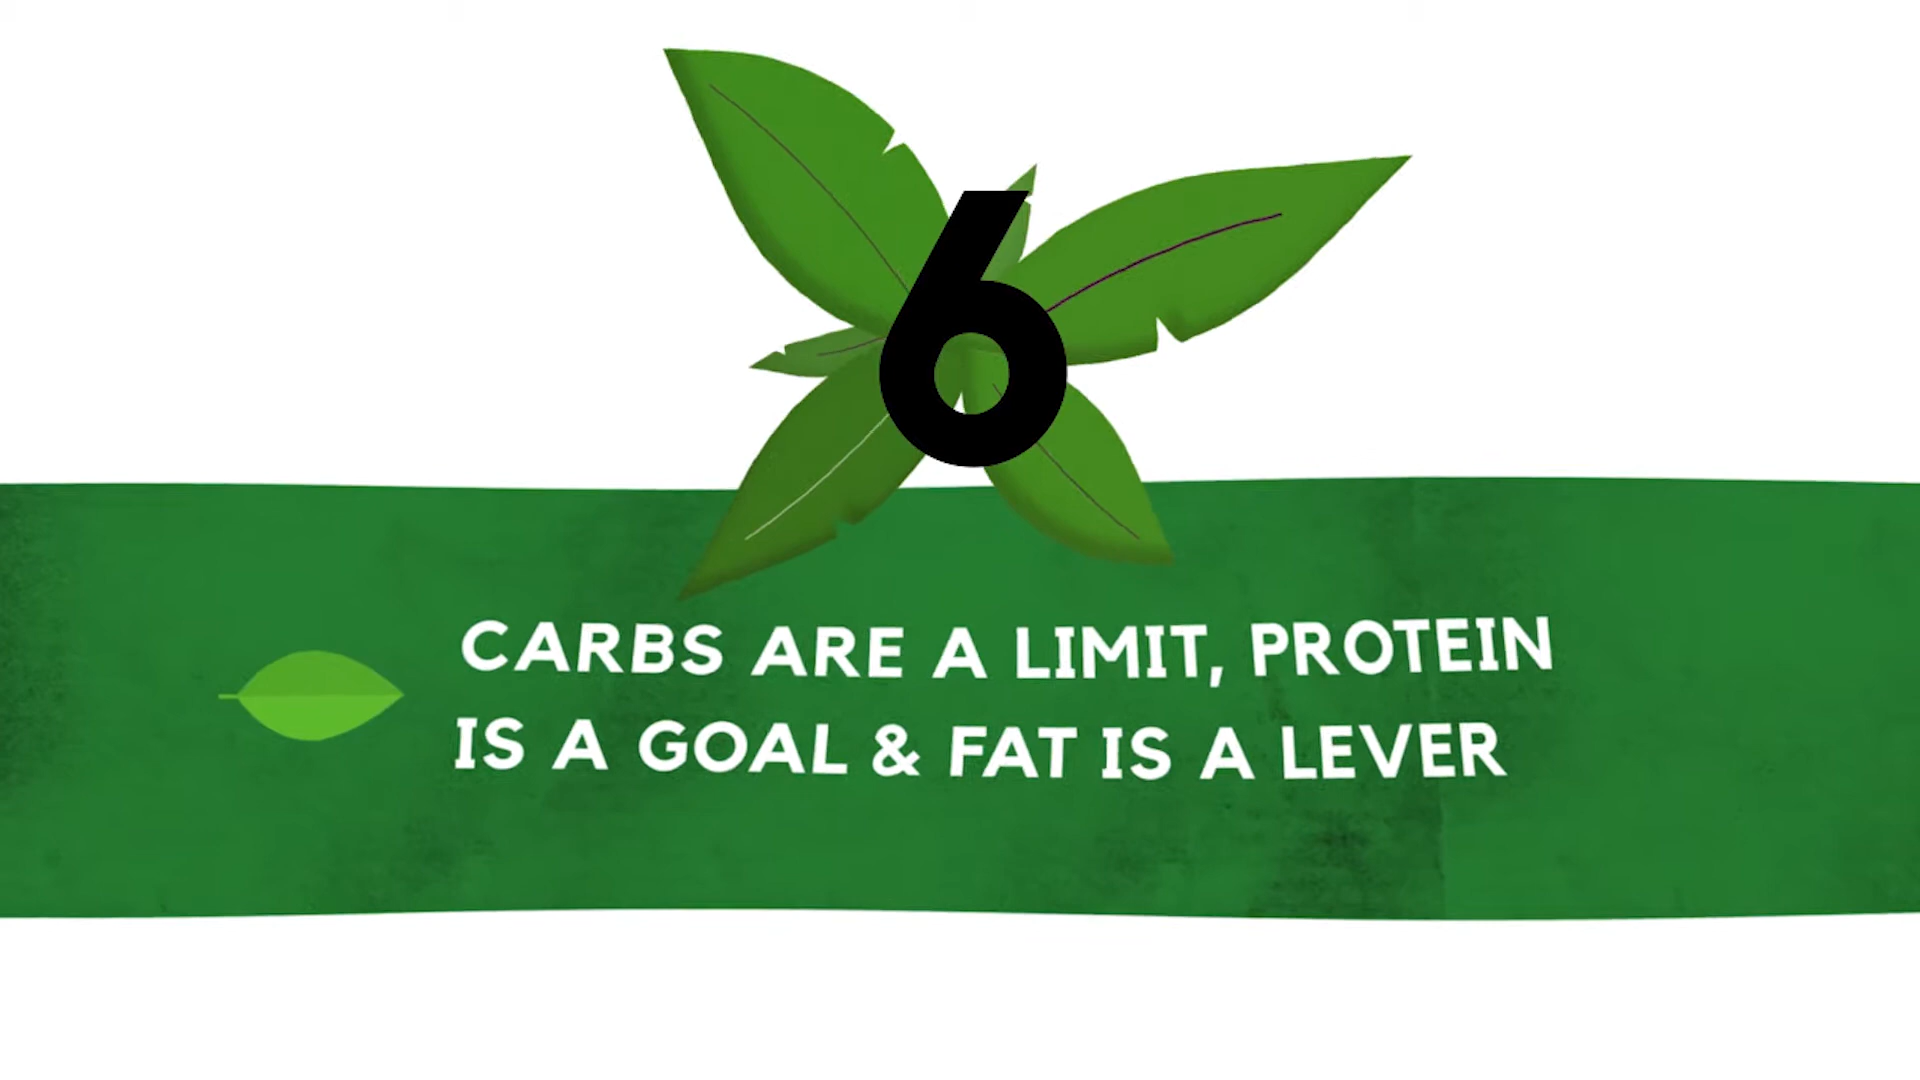 6
CARBS ARE A LIMIT, PROTEIN
IS A GOAL & FAT IS A LEVER